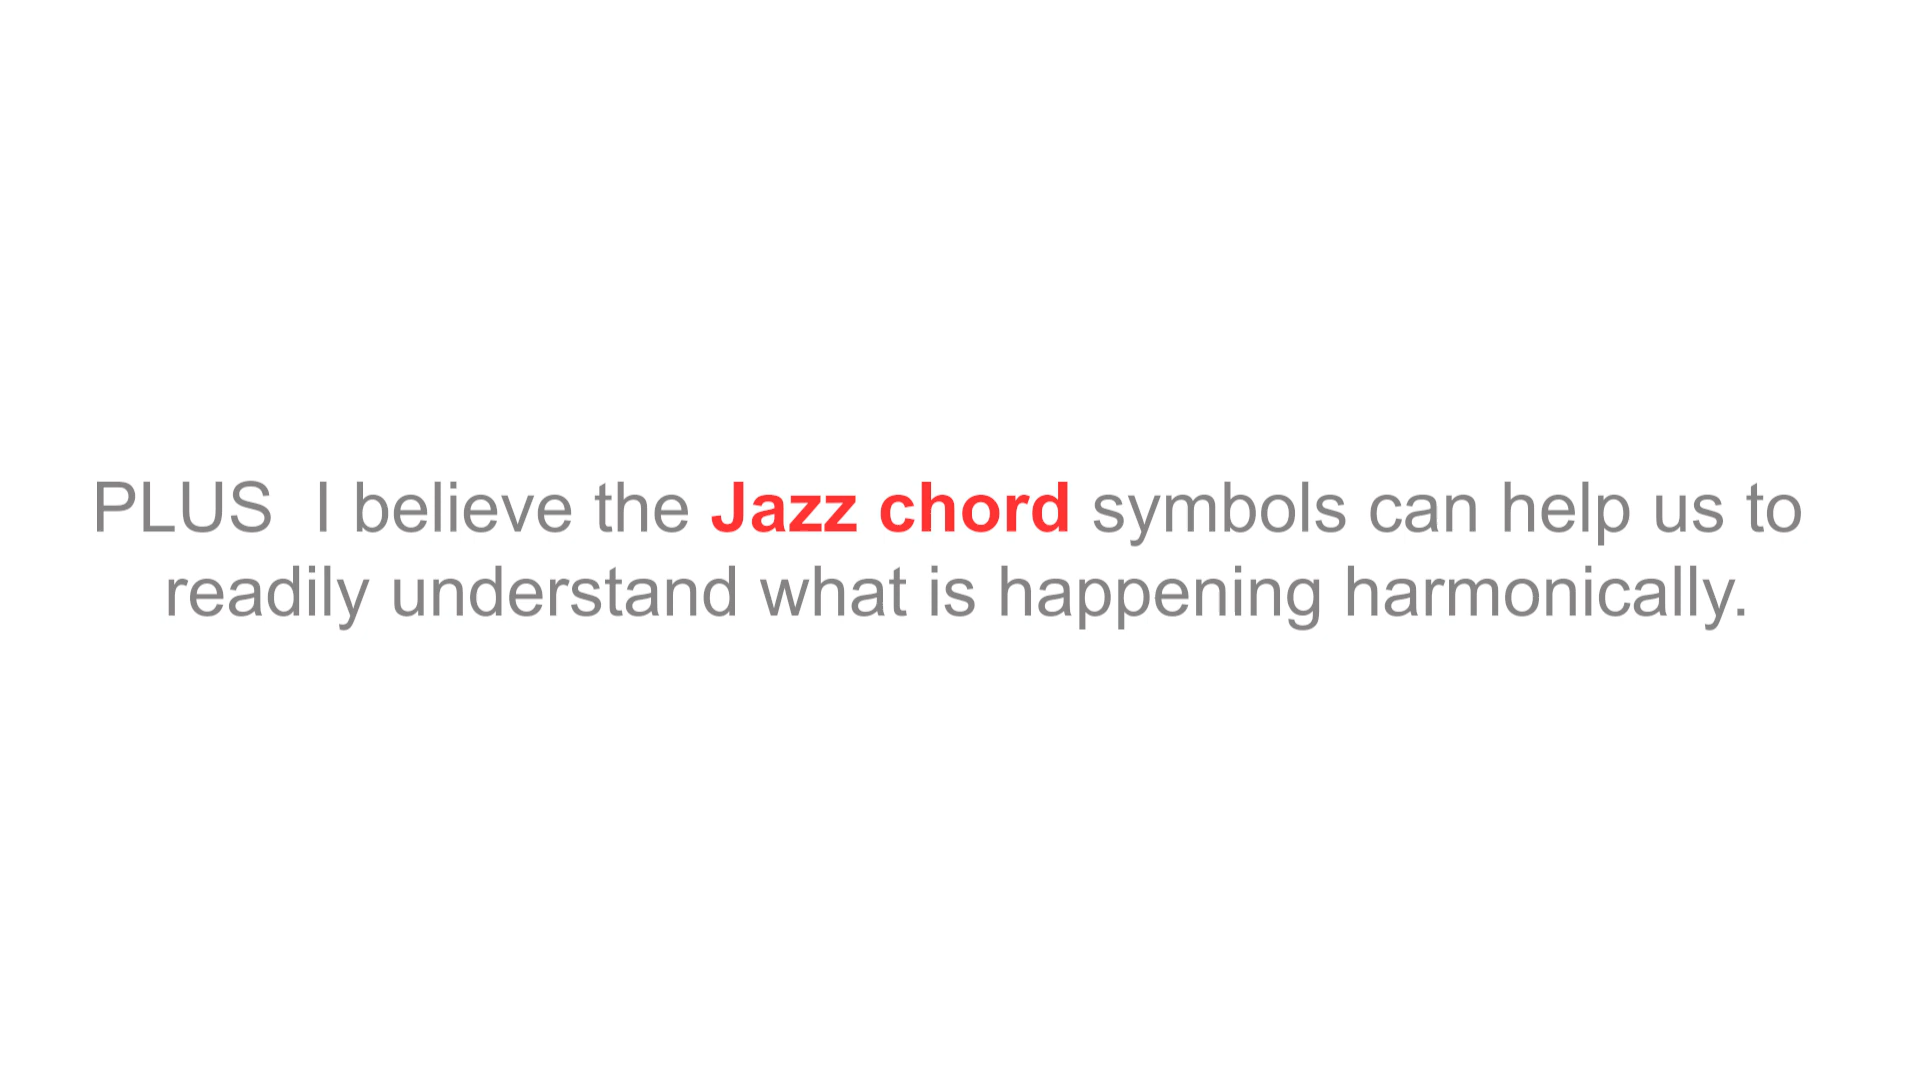 PLUS  I believe the Jazz chord symbols can help us to
readily understand what is happening harmonically.